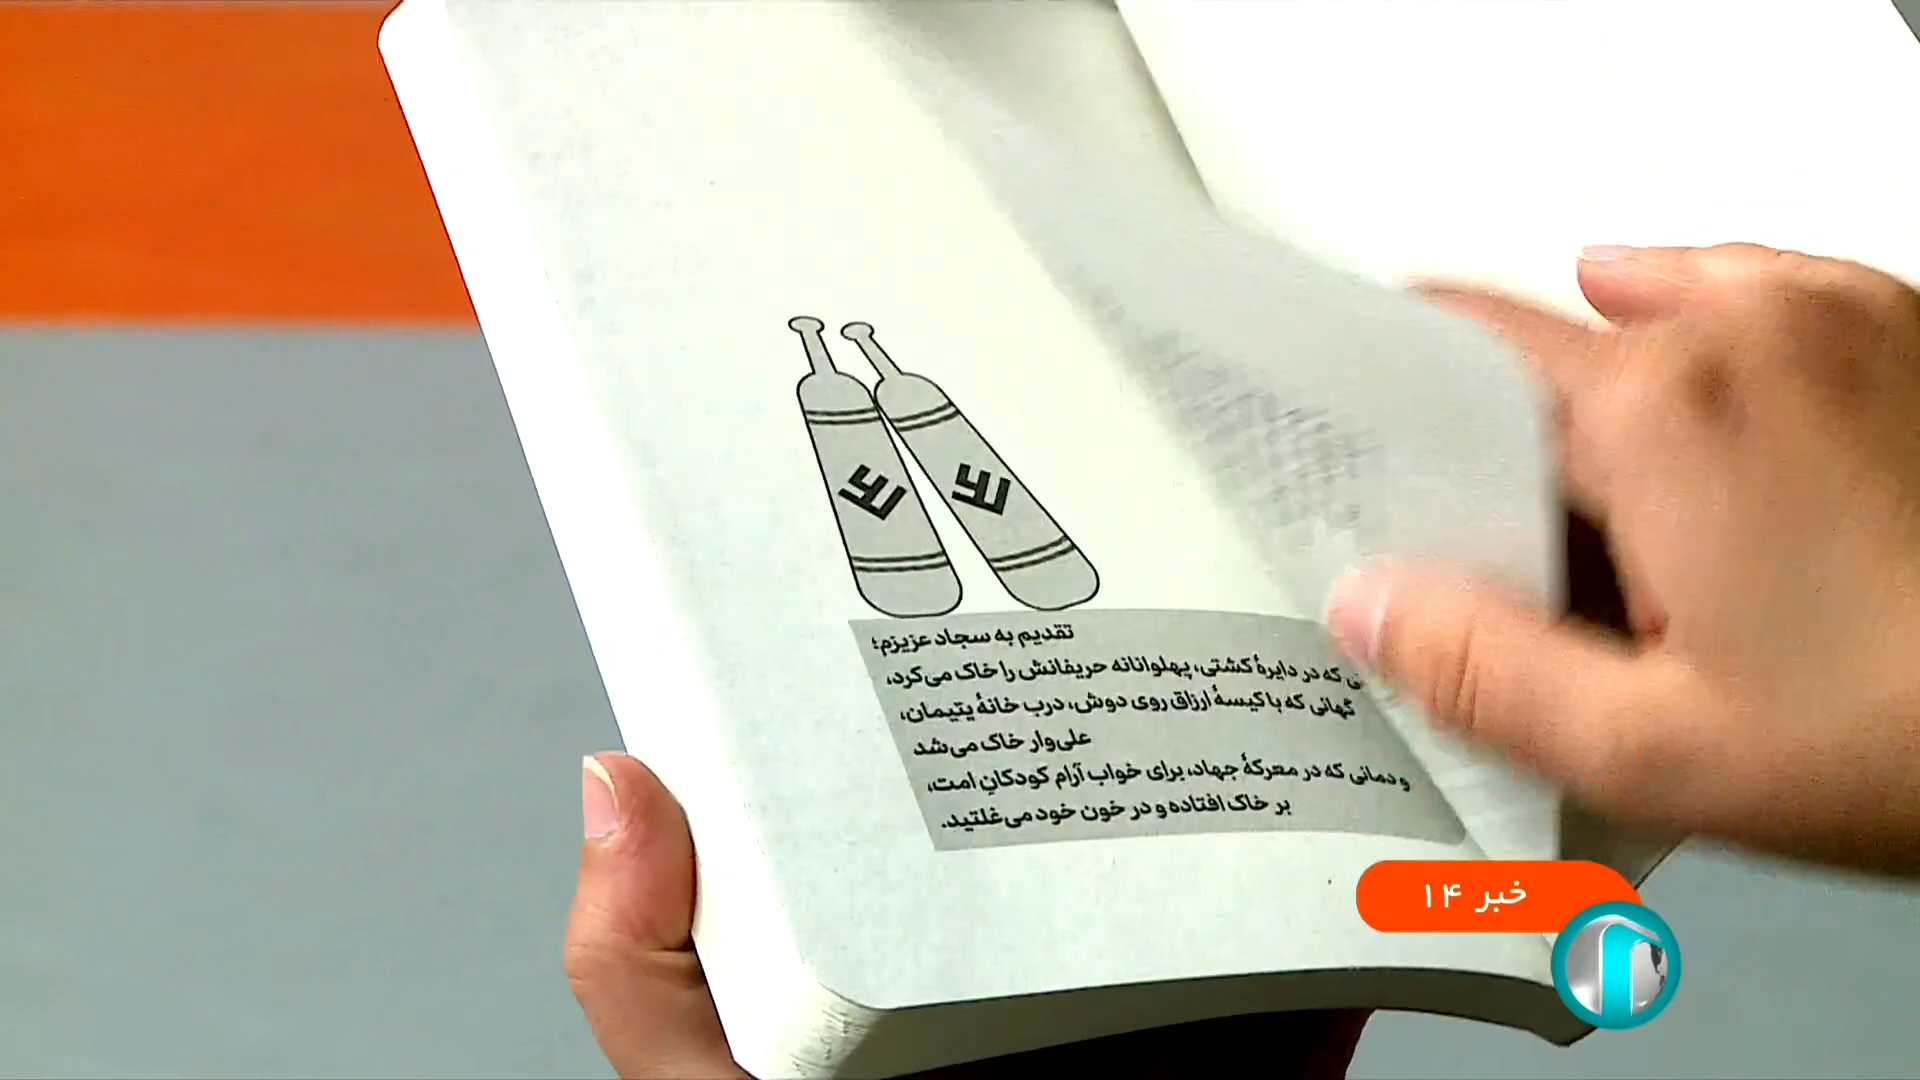 علی
علی
تقدیم به سجاد عزیزم؛
که در دایرهٔ کشتی، پهلوانانه حریفانش را خاک می‌کرد،
گهانی که با کیسهٔ ارزاق روی دوش، درب خانهٔ یتیمان،
علی‌وار خاک می‌شد
و دمانی که در معرکهٔ جهاد، برای خواب آرام کودکانِ امت،
بر خاک افتاده و در خون خود می‌غلتید.
خبر ۱۴